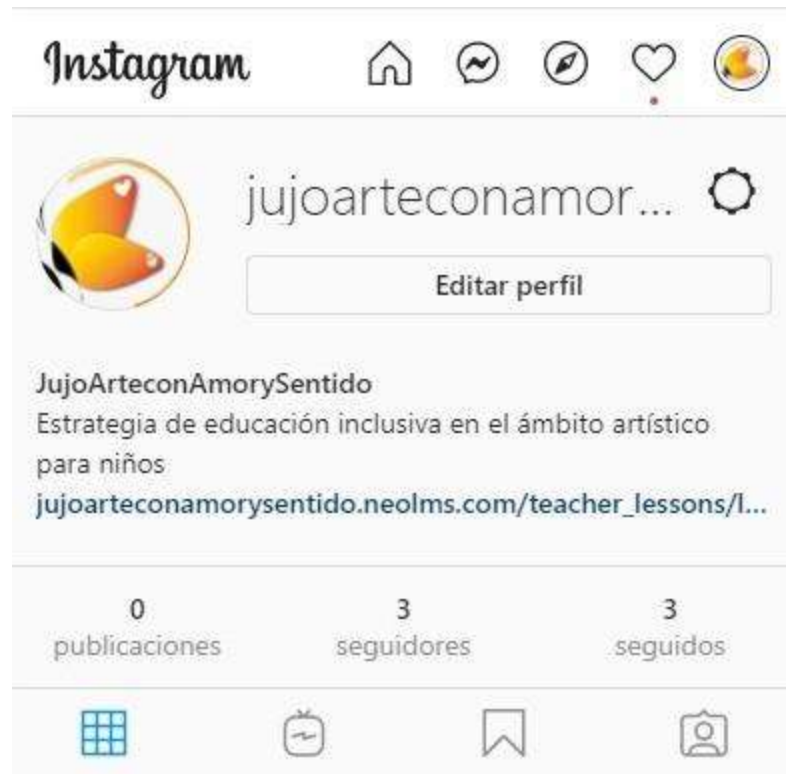 Instagram
jujoarteconamor...
Editar perfil
JujoArteconAmorySentido
Estrategia de educación inclusiva en el ámbito artístico
para niños
jujoarteconamorysentido.neolms.com/teacher_lessons/l...
0 3 3
publicaciones seguidores seguidos